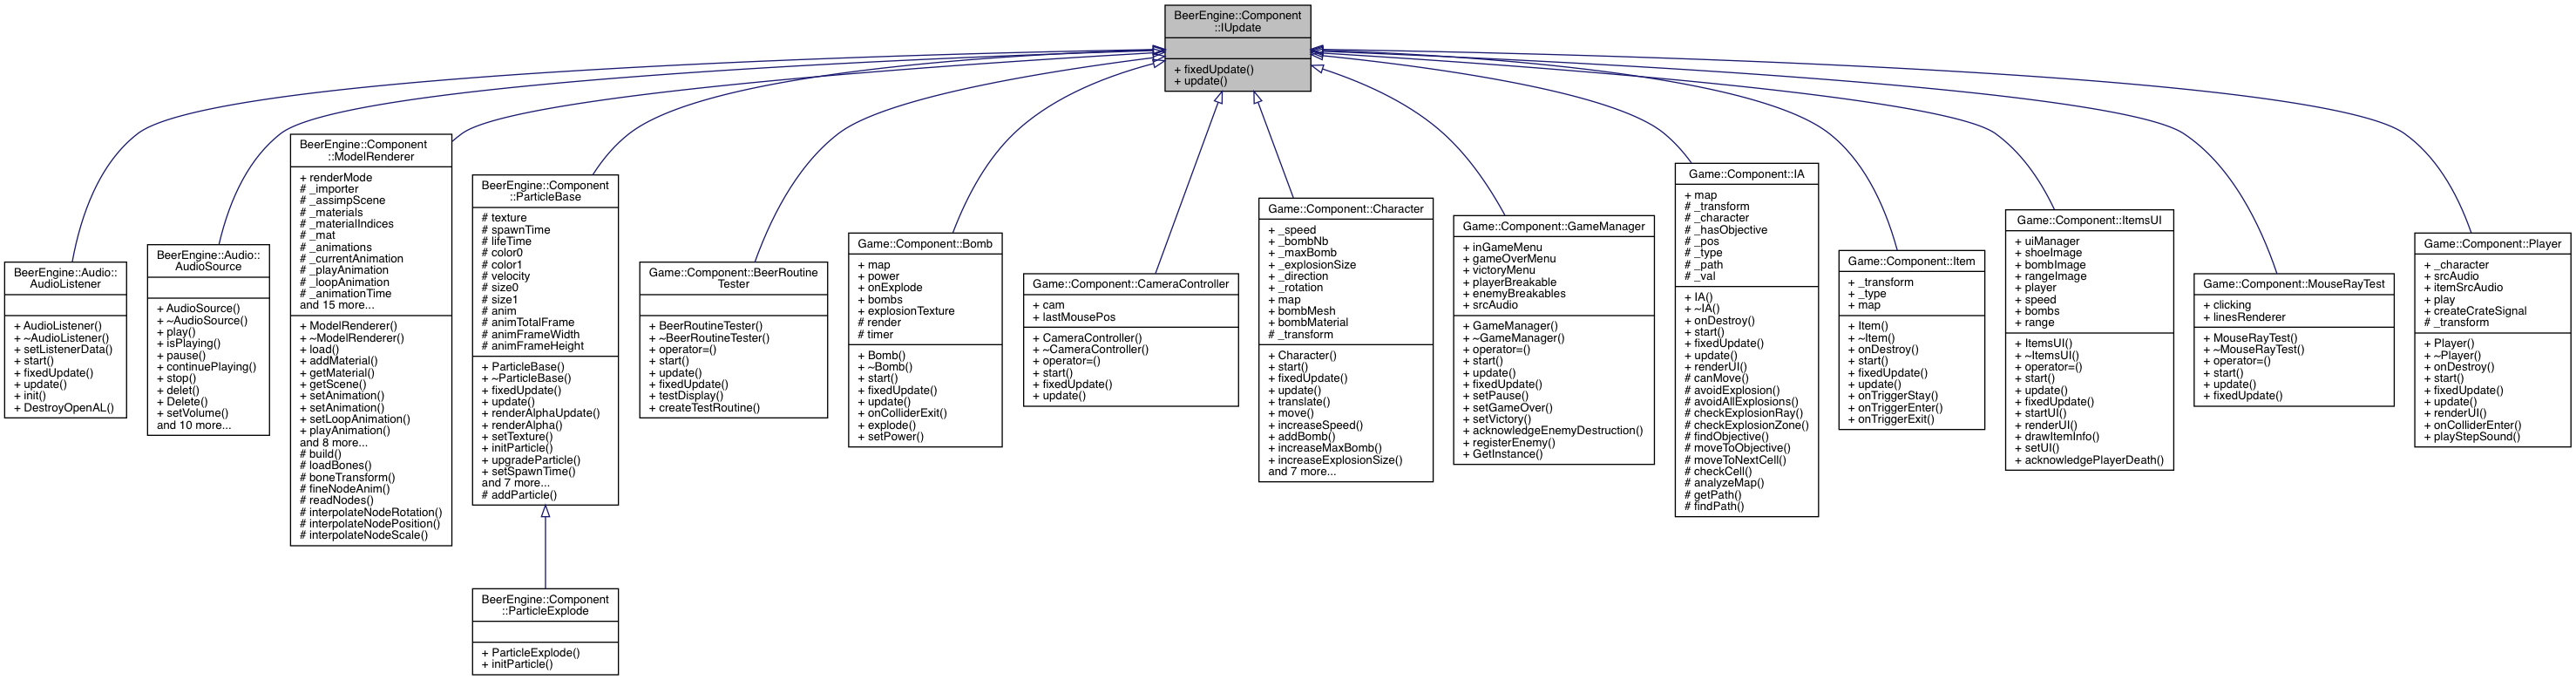 BeerEngine::Component
::IUpdate
+ fixedUpdate()
+ update()
BeerEngine::Audio::
AudioListener
+ AudioListener()
+ ~AudioListener()
+ setListenerData()
+ start()
+ fixedUpdate()
+ update()
+ init()
+ DestroyOpenAL()
BeerEngine::Audio::
AudioSource
+ AudioSource()
+ ~AudioSource()
+ play()
+ isPlaying()
+ pause()
+ continuePlaying()
+ stop()
+ delet()
+ Delete()
+ setVolume()
and 10 more...
BeerEngine::Component
::ModelRenderer
+ renderMode
# _importer
# _assimpScene
# _materials
# _materialIndices
# _mat
# _animations
# _currentAnimation
# _playAnimation
# _loopAnimation
# _animationTime
and 15 more...
+ ModelRenderer()
+ ~ModelRenderer()
+ load()
+ addMaterial()
+ getMaterial()
+ getScene()
+ setAnimation()
+ setAnimation()
+ setLoopAnimation()
+ playAnimation()
and 8 more...
# build()
# loadBones()
# boneTransform()
# fineNodeAnim()
# readNodes()
# interpolateNodeRotation()
# interpolateNodePosition()
# interpolateNodeScale()
BeerEngine::Component
::ParticleBase
# texture
# spawnTime
# lifeTime
# color0
# color1
# velocity
# size0
# size1
# anim
# animTotalFrame
# animFrameWidth
# animFrameHeight
+ ParticleBase()
+ ~ParticleBase()
+ fixedUpdate()
+ update()
+ renderAlphaUpdate()
+ renderAlpha()
+ setTexture()
+ initParticle()
+ upgradeParticle()
+ setSpawnTime()
and 7 more...
# addParticle()
BeerEngine::Component
::ParticleExplode
+ ParticleExplode()
+ initParticle()
Game::Component::BeerRoutine
Tester
+ BeerRoutineTester()
+ ~BeerRoutineTester()
+ operator=()
+ start()
+ update()
+ fixedUpdate()
+ testDisplay()
+ createTestRoutine()
Game::Component::Bomb
+ map
+ power
+ onExplode
+ bombs
+ explosionTexture
# render
# timer
+ Bomb()
+ ~Bomb()
+ start()
+ fixedUpdate()
+ update()
+ onColliderExit()
+ explode()
+ setPower()
Game::Component::CameraController
+ cam
+ lastMousePos
+ CameraController()
+ ~CameraController()
+ operator=()
+ start()
+ fixedUpdate()
+ update()
Game::Component::Character
+ _speed
+ _bombNb
+ _maxBomb
+ _explosionSize
+ _direction
+ _rotation
+ map
+ bombMesh
+ bombMaterial
# _transform
+ Character()
+ start()
+ fixedUpdate()
+ update()
+ translate()
+ move()
+ increaseSpeed()
+ addBomb()
+ increaseMaxBomb()
+ increaseExplosionSize()
and 7 more...
Game::Component::GameManager
+ inGameMenu
+ gameOverMenu
+ victoryMenu
+ playerBreakable
+ enemyBreakables
+ srcAudio
+ GameManager()
+ ~GameManager()
+ operator=()
+ start()
+ update()
+ fixedUpdate()
+ setPause()
+ setGameOver()
+ setVictory()
+ acknowledgeEnemyDestruction()
+ registerEnemy()
+ GetInstance()
Game::Component::IA
+ map
# _transform
# _character
# _hasObjective
# _pos
# _type
# _path
# _val
+ IA()
+ ~IA()
+ onDestroy()
+ start()
+ fixedUpdate()
+ update()
+ renderUI()
# canMove()
# avoidExplosion()
# avoidAllExplosions()
# checkExplosionRay()
# checkExplosionZone()
# findObjective()
# moveToObjective()
# moveToNextCell()
# checkCell()
# analyzeMap()
# getPath()
# findPath()
Game::Component::Item
+ _transform
+ _type
+ map
+ Item()
+ ~Item()
+ onDestroy()
+ start()
+ fixedUpdate()
+ update()
+ onTriggerStay()
+ onTriggerEnter()
+ onTriggerExit()
Game::Component::ItemsUI
+ uiManager
+ shoeImage
+ bombImage
+ rangeImage
+ player
+ speed
+ bombs
+ range
+ ItemsUI()
+ ~ItemsUI()
+ operator=()
+ start()
+ update()
+ fixedUpdate()
+ startUI()
+ renderUI()
+ drawItemInfo()
+ setUI()
+ acknowledgePlayerDeath()
Game::Component::MouseRayTest
+ clicking
+ linesRenderer
+ MouseRayTest()
+ ~MouseRayTest()
+ operator=()
+ start()
+ update()
+ fixedUpdate()
Game::Component::Player
+ _character
+ srcAudio
+ itemSrcAudio
+ play
+ createCrateSignal
# _transform
+ Player()
+ ~Player()
+ onDestroy()
+ start()
+ fixedUpdate()
+ update()
+ renderUI()
+ onColliderEnter()
+ playStepSound()